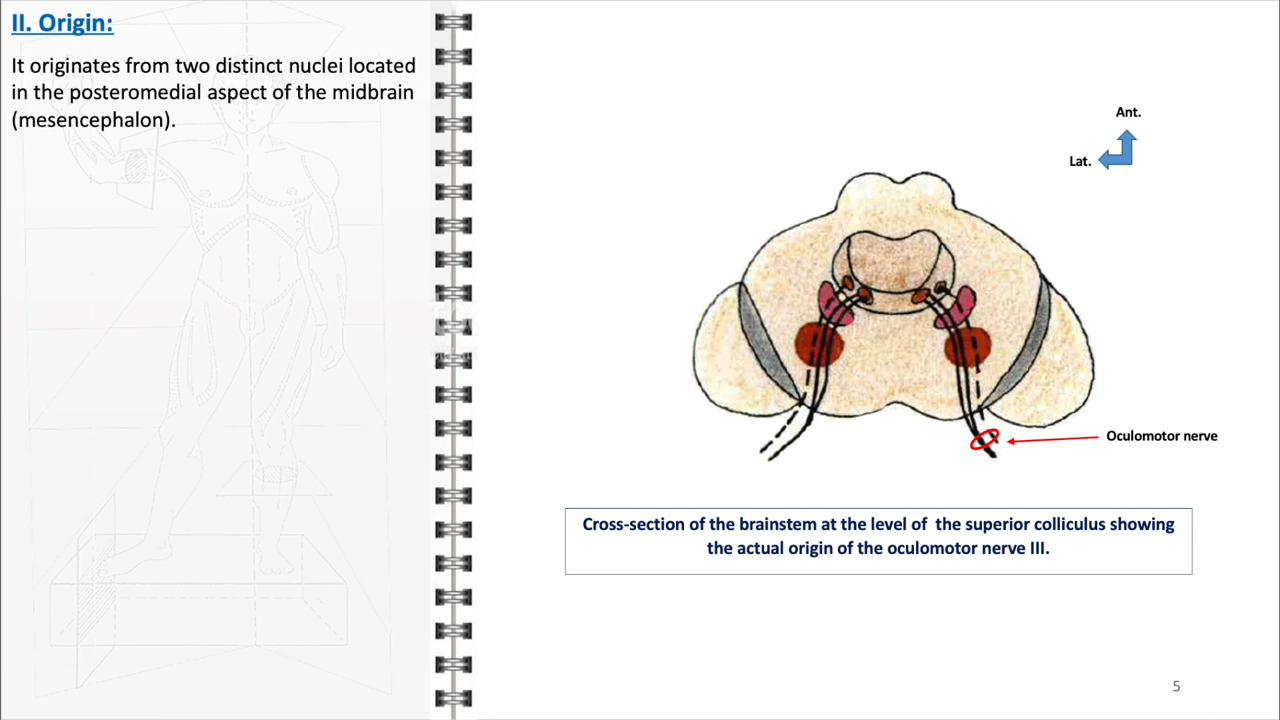 II. Origin:
It originates from two distinct nuclei located
in the posteromedial aspect of the midbrain
(mesencephalon).
Ant.
Lat.
Oculomotor nerve
Cross-section of the brainstem at the level of  the superior colliculus showing
the actual origin of the oculomotor nerve III.
5